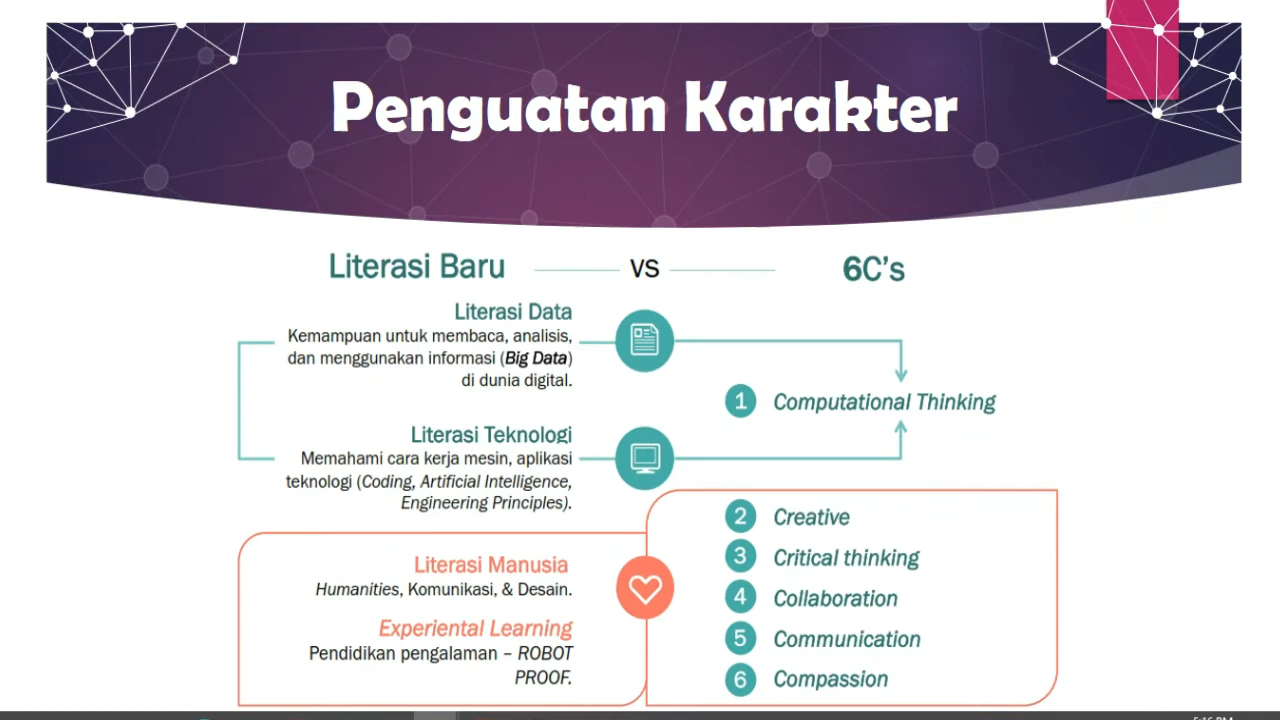 Penguatan Karakter
Literasi Baru
VS
6C's
Literasi Data
Kemampuan untuk membaca, analisis,
dan menggunakan informasi (Big Data)
di dunia digital.
1 Computational Thinking
Literasi Teknologi
Memahami cara kerja mesin, aplikasi
teknologi (Coding, Artificial Intelligence,
Engineering Principles).
Literasi Manusia
Humanities, Komunikasi, & Desain.
Experiental Learning
Pendidikan pengalaman – ROBOT
PROOF.
2 Creative
3 Critical thinking
4 Collaboration
5 Communication
6 Compassion